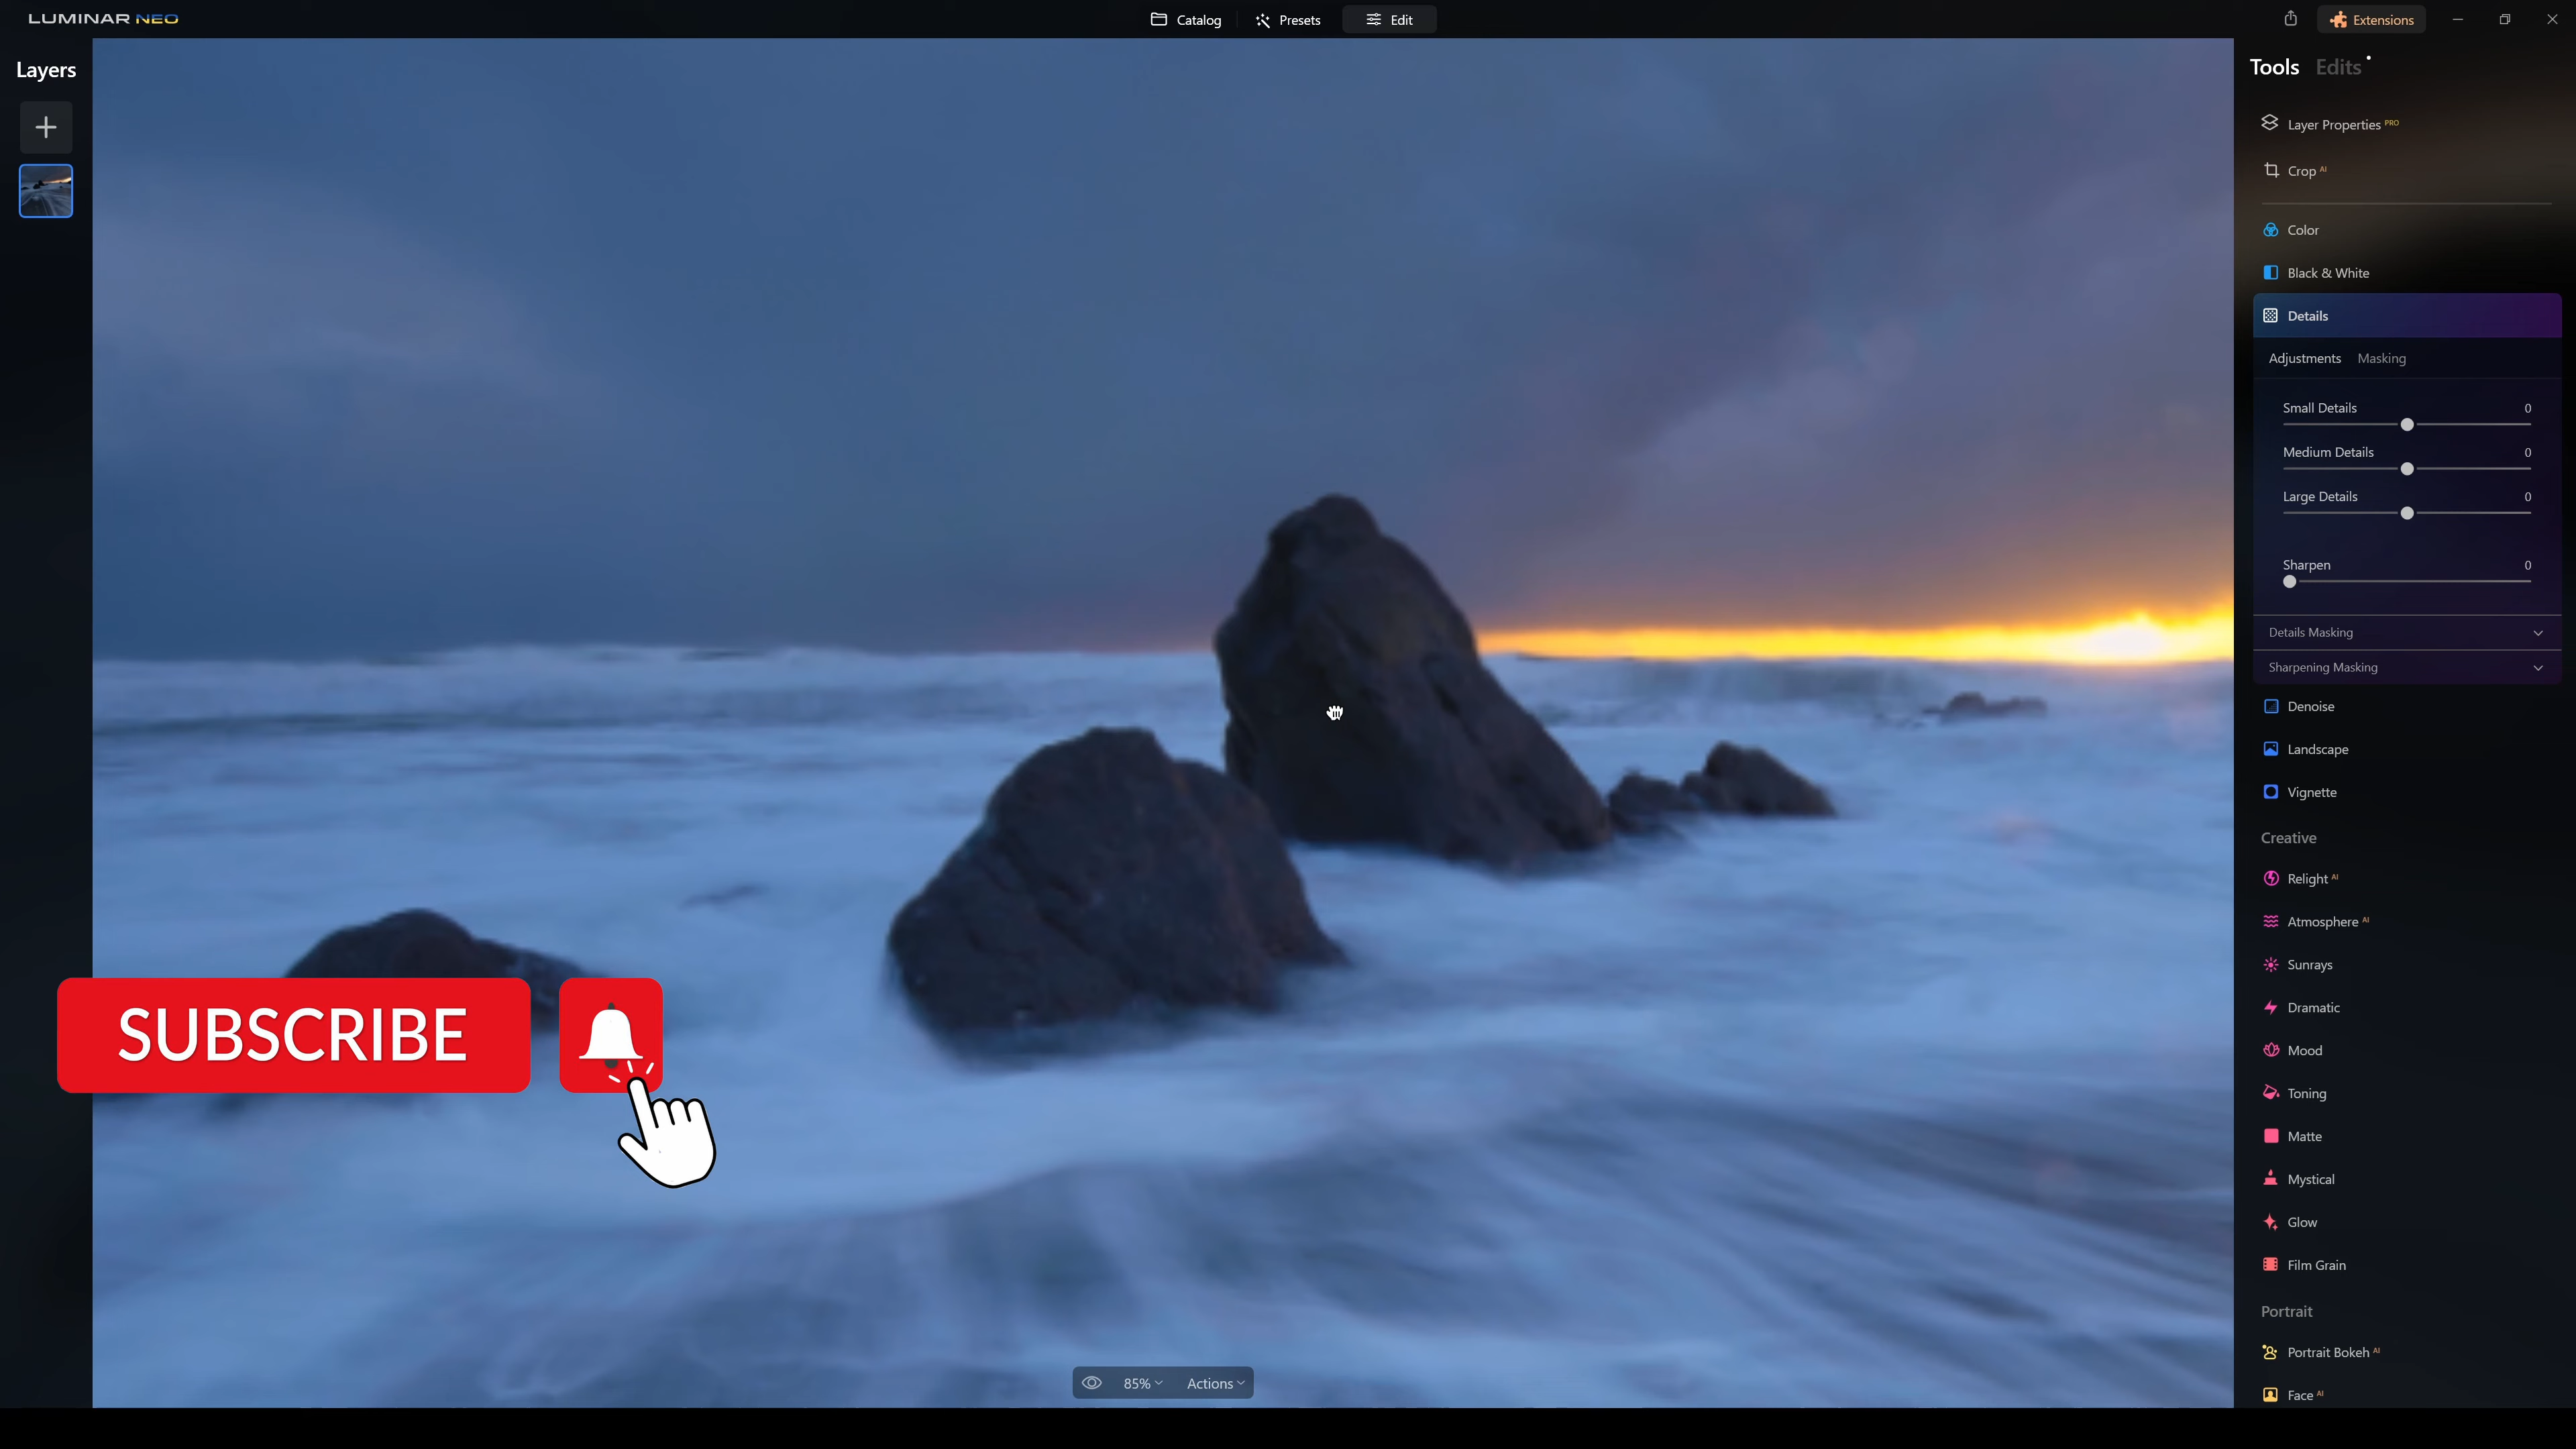 LUMINAR NEO
Catalog
Presets
Edit
Extensions
Layers
Tools Edits
Layer Properties PRO
Crop AI
Color
Black & White
Details
Adjustments Masking
Small Details 0
Medium Details 0
Large Details 0
Sharpen 0
Details Masking
Sharpening Masking
Denoise
Landscape
Vignette
Creative
Relight AI
Atmosphere AI
Sunrays
Dramatic
Mood
Toning
Matte
Mystical
Glow
Film Grain
Portrait
Portrait Bokeh AI
Face AI
SUBSCRIBE
85% Actions